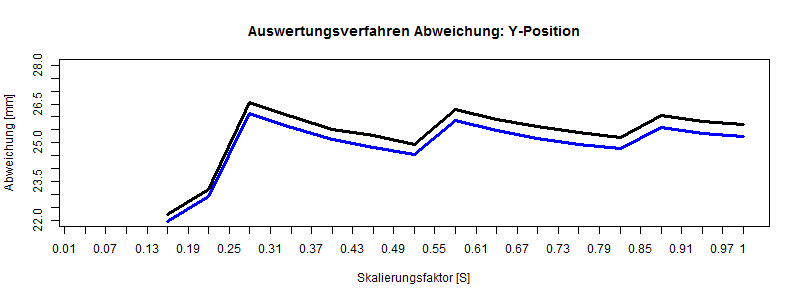 Auswertungsverfahren Abweichung: Y-Position
Abweichung [mm]
28.0
26.5
25.0
23.5
22.0
0.01 0.07 0.13 0.19 0.25 0.31 0.37 0.43 0.49 0.55 0.61 0.67 0.73 0.79 0.85 0.91 0.97 1
Skalierungsfaktor [S]